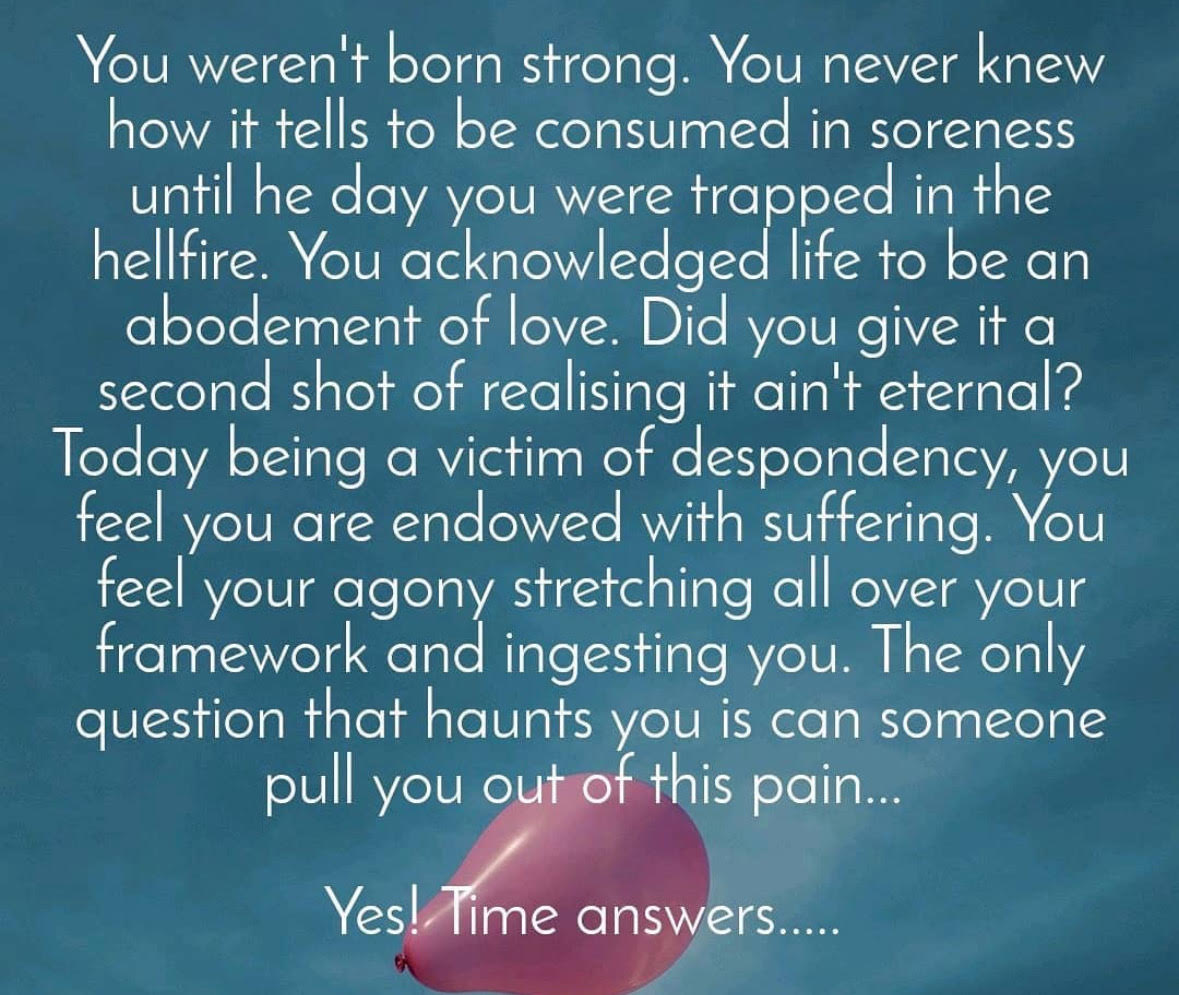 You weren't born strong. You never knew
how it tells to be consumed in soreness
until he day you were trapped in the
hellfire. You acknowledged life to be an
abodement of love. Did you give it a
second shot of realising it ain't eternal?
Today being a victim of despondency, you
feel you are endowed with suffering. You
feel your agony stretching all over your
framework and ingesting you. The only
question that haunts you is can someone
pull you out of this pain...
Yes! Time answers.....